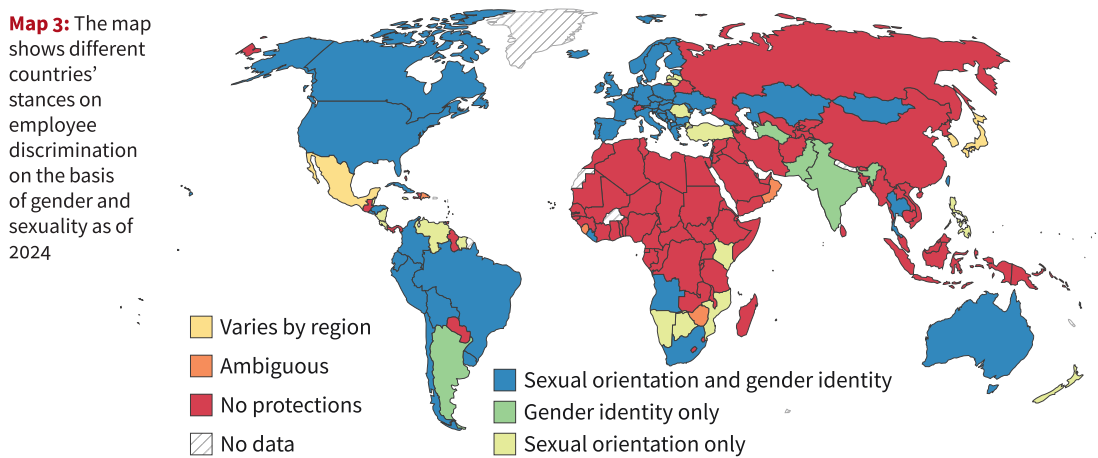 Map 3: The map
shows different
countries’
stances on
employee
discrimination
on the basis
of gender and
sexuality as of
2024
Varies by region
Ambiguous
No protections
No data
Sexual orientation and gender identity
Gender identity only
Sexual orientation only